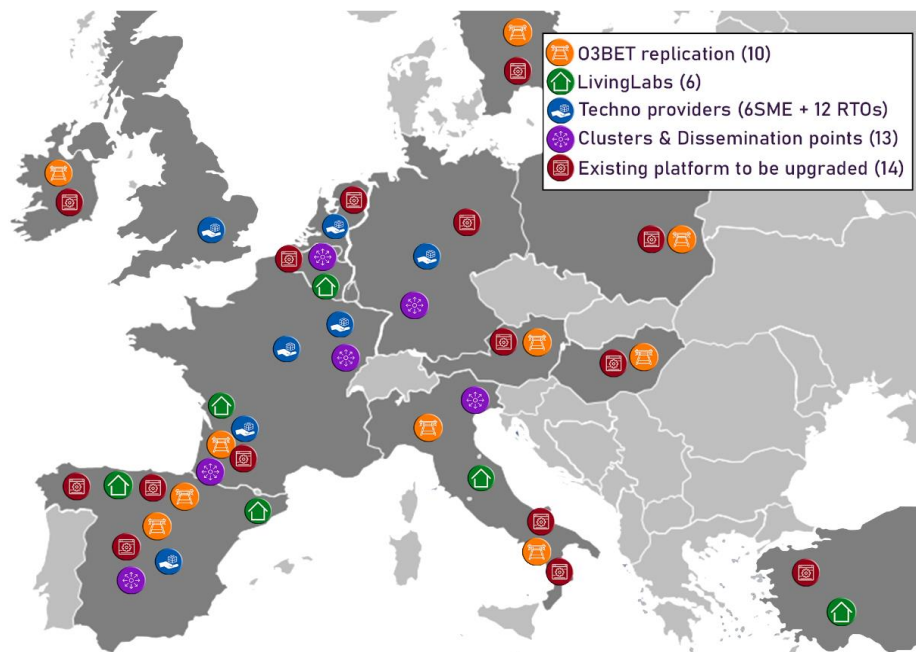 O3BET replication (10)
LivingLabs (6)
Techno providers (6SME + 12 RTOs)
Clusters & Dissemination points (13)
Existing platform to be upgraded (14)